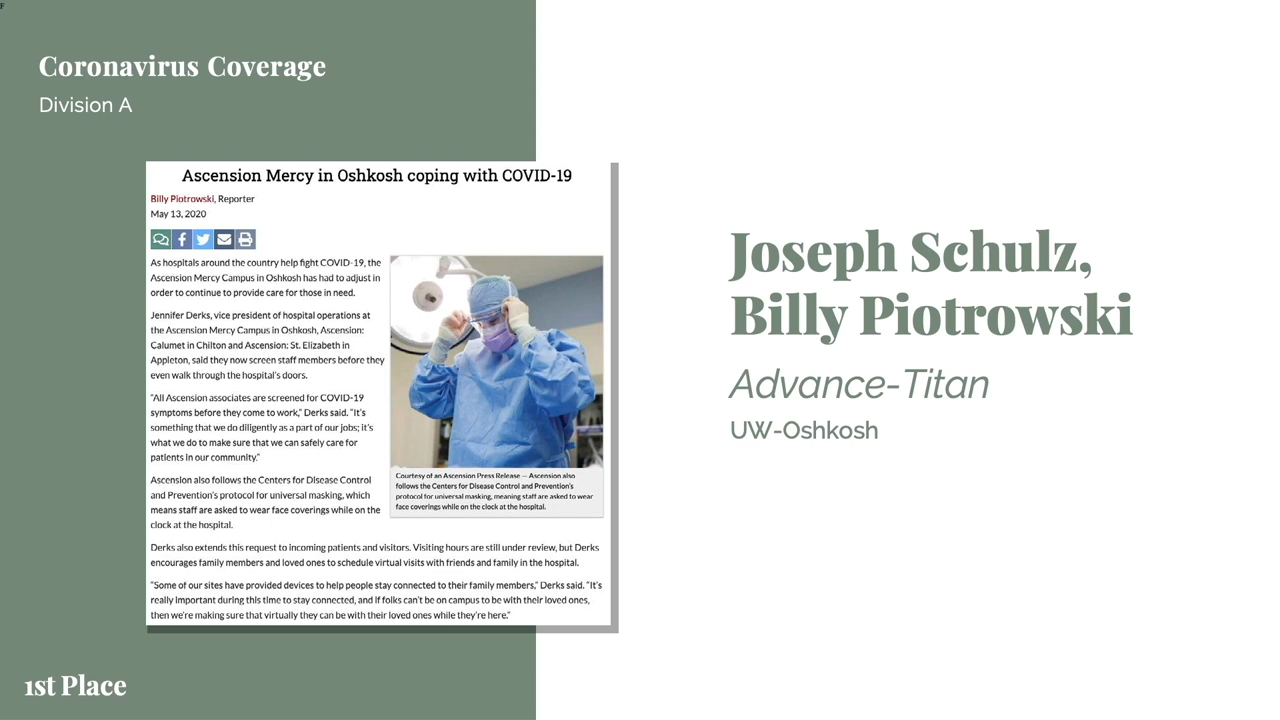 F
Coronavirus Coverage
Division A
Ascension Mercy in Oshkosh coping with COVID-19
Billy Piotrowski, Reporter
May 13, 2020
As hospitals around the country help fight COVID-19, the
Ascension Mercy Campus in Oshkosh has had to adjust in
order to continue to provide care for those in need.
Jennifer Derks, vice president of hospital operations at
the Ascension Mercy Campus in Oshkosh, Ascension:
Calumet in Chilton and Ascension: St. Elizabeth in
Appleton, said they now screen staff members before they
even walk through the hospital's doors.
"All Ascension associates are screened for COVID-19
symptoms before they come to work," Derks said. "It's
something that we do diligently as a part of our jobs; it's
what we do to make sure that we can safely care for
patients in our community."
Ascension also follows the Centers for Disease Control
and Prevention's protocol for universal masking, which
means staff are asked to wear face coverings while on the
clock at the hospital.
Courtesy of an Ascension Press Release — Ascension also
follows the Centers for Disease Control and Prevention's
protocol for universal masking, meaning staff are asked to wear
face coverings while on the clock at the hospital.
Derks also extends this request to incoming patients and visitors. Visiting hours are still under review, but Derks
encourages family members and loved ones to schedule virtual visits with friends and family in the hospital.
"Some of our sites have provided devices to help people stay connected to their family members," Derks said. "It's
really important during this time to stay connected, and if folks can't be on campus to be with their loved ones,
then we're making sure that virtually they can be with their loved ones while they're here."
1st Place
Joseph Schulz,
Billy Piotrowski
Advance-Titan
UW-Oshkosh